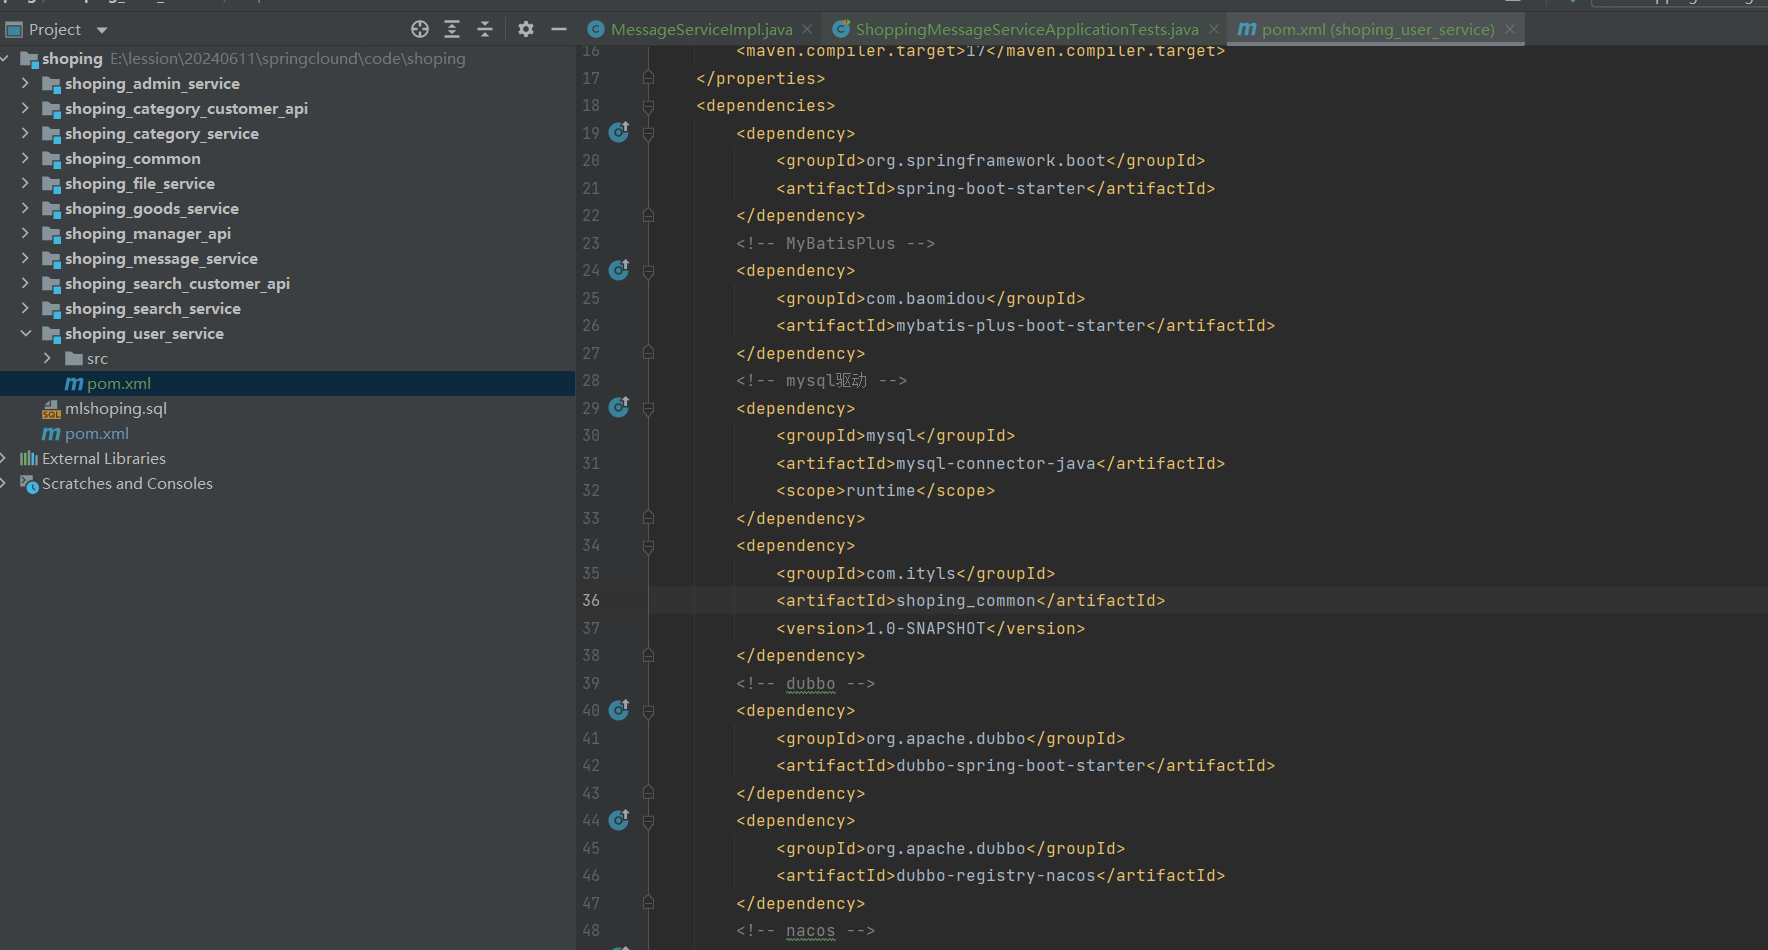 Project
shoping E:\lession\20240611\springclound\code\shoping
shoping_admin_service
shoping_category_customer_api
shoping_category_service
shoping_common
shoping_file_service
shoping_goods_service
shoping_manager_api
shoping_message_service
shoping_search_customer_api
shoping_search_service
shoping_user_service
src
pom.xml
mlshoping.sql
pom.xml
External Libraries
Scratches and Consoles
MessageServiceImpl.java
ShoppingMessageServiceApplicationTests.java
pom.xml (shoping_user_service)
16 <maven.compiler.target>17</maven.compiler.target>
17 </properties>
18 <dependencies>
19 <dependency>
20 <groupId>org.springframework.boot</groupId>
21 <artifactId>spring-boot-starter</artifactId>
22 </dependency>
23 <!-- MyBatisPlus -->
24 <dependency>
25 <groupId>com.baomidou</groupId>
26 <artifactId>mybatis-plus-boot-starter</artifactId>
27 </dependency>
28 <!-- mysql驱动 -->
29 <dependency>
30 <groupId>mysql</groupId>
31 <artifactId>mysql-connector-java</artifactId>
32 <scope>runtime</scope>
33 </dependency>
34 <dependency>
35 <groupId>com.ityls</groupId>
36 <artifactId>shoping_common</artifactId>
37 <version>1.0-SNAPSHOT</version>
38 </dependency>
39 <!-- dubbo -->
40 <dependency>
41 <groupId>org.apache.dubbo</groupId>
42 <artifactId>dubbo-spring-boot-starter</artifactId>
43 </dependency>
44 <dependency>
45 <groupId>org.apache.dubbo</groupId>
46 <artifactId>dubbo-registry-nacos</artifactId>
47 </dependency>
48 <!-- nacos -->